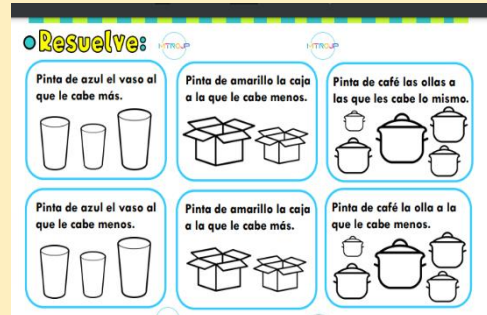 Resuelve:
MTROJP
MTROJP
Pinta de azul el vaso al
que le cabe más.
Pinta de amarillo la caja
a la que le cabe menos.
Pinta de café las ollas a
las que les cabe lo mismo.
Pinta de azul el vaso al
que le cabe menos.
Pinta de amarillo la caja
a la que le cabe más.
Pinta de café la olla a la
que le cabe menos.